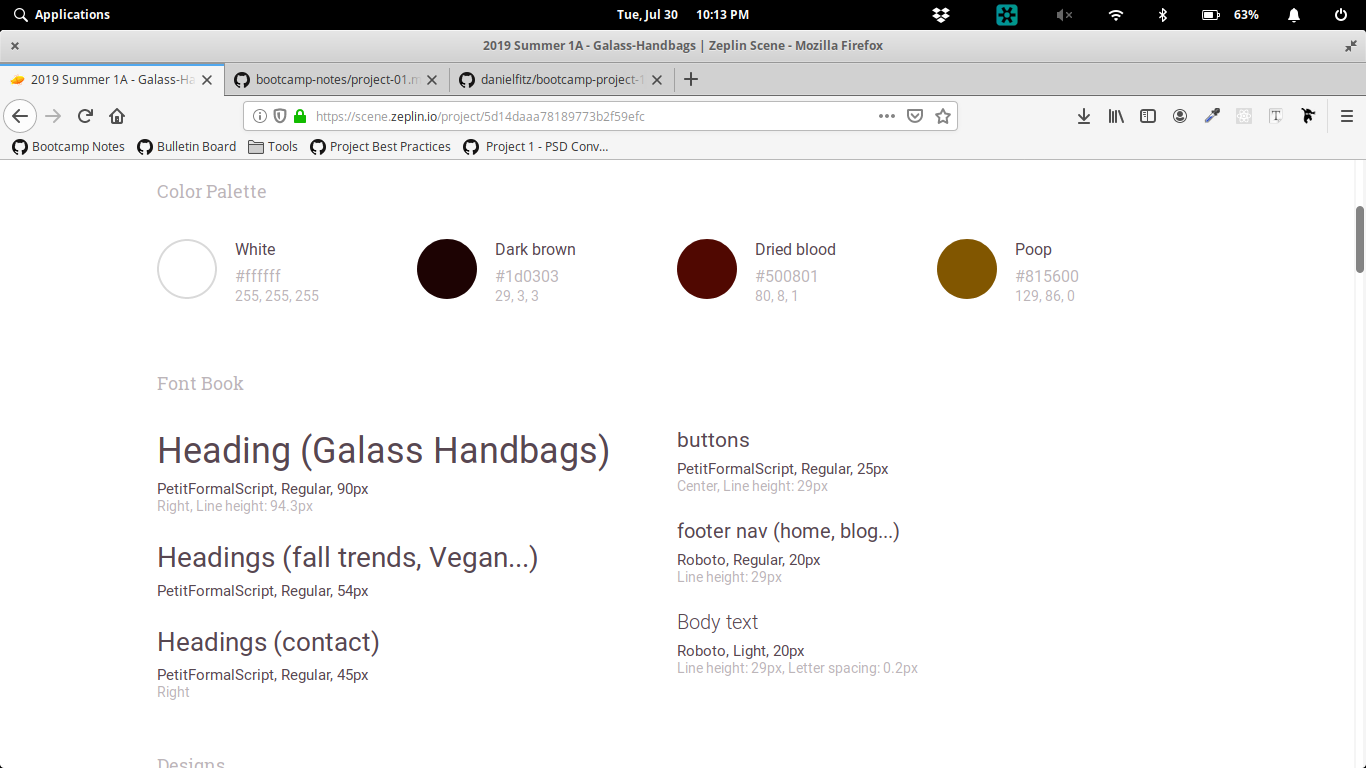 Applications
Tue, Jul 30 10:13 PM
63%
2019 Summer 1A - Galass-Handbags | Zeplin Scene - Mozilla Firefox
2019 Summer 1A - Galass-Ha
bootcamp-notes/project-01.m
danielfitz/bootcamp-project-1
https://scene.zeplin.io/project/5d14daaa78189773b2f59efc
Bootcamp Notes
Bulletin Board
Tools
Project Best Practices
Project 1 - PSD Conv...
Color Palette
White
#ffffff
255, 255, 255
Dark brown
#1d0303
29, 3, 3
Dried blood
#500801
80, 8, 1
Poop
#815600
129, 86, 0
Font Book
Heading (Galass Handbags)
PetitFormalScript, Regular, 90px
Right, Line height: 94.3px
Headings (fall trends, Vegan...)
PetitFormalScript, Regular, 54px
Headings (contact)
PetitFormalScript, Regular, 45px
Right
buttons
PetitFormalScript, Regular, 25px
Center, Line height: 29px
footer nav (home, blog...)
Roboto, Regular, 20px
Line height: 29px
Body text
Roboto, Light, 20px
Line height: 29px, Letter spacing: 0.2px
Designs